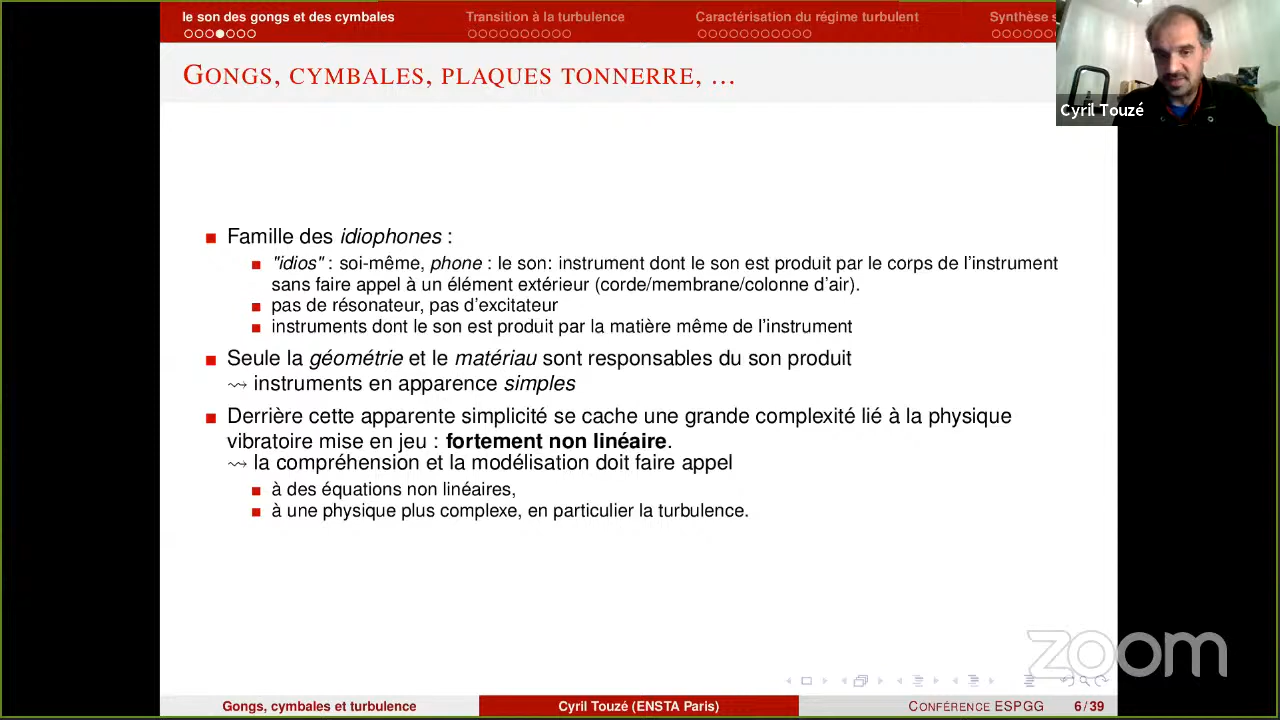 le son des gongs et des cymbales
Transition à la turbulence
Caractérisation du régime turbulent
Synthèse s
Cyril Touzé
GONGS, CYMBALES, PLAQUES TONNERRE, ...
Famille des idiophones :
"idios" : soi-même, phone : le son: instrument dont le son est produit par le corps de l'instrument
sans faire appel à un élément extérieur (corde/membrane/colonne d'air).
pas de résonateur, pas d'excitateur
instruments dont le son est produit par la matière même de l'instrument
Seule la géométrie et le matériau sont responsables du son produit
⇝ instruments en apparence simples
Derrière cette apparente simplicité se cache une grande complexité lié à la physique
vibratoire mise en jeu : fortement non linéaire.
⇝ la compréhension et la modélisation doit faire appel
à des équations non linéaires,
à une physique plus complexe, en particulier la turbulence.
zoom
Gongs, cymbales et turbulence
Cyril Touzé (ENSTA Paris)
CONFÉRENCE ESPGG
6/39